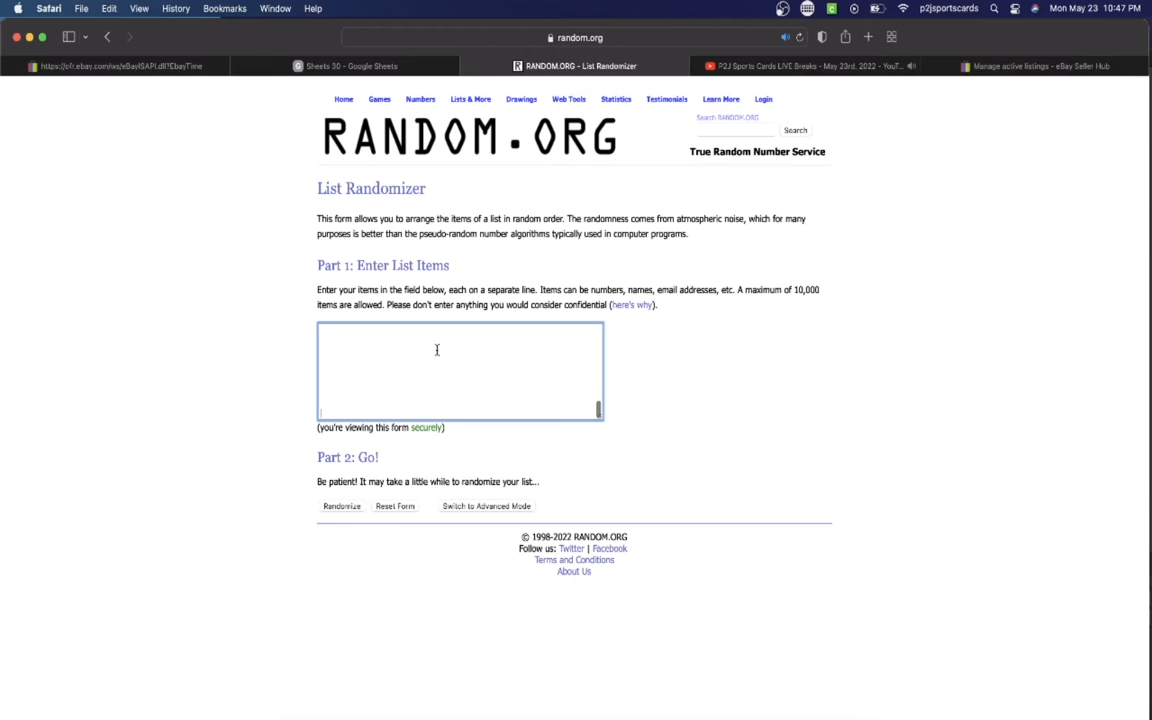 Safari File Edit View History Bookmarks Window Help p2jsportscards Mon May 23 10:47 PM
random.org
https://ofr.ebay.com/ws/eBayISAPI.dll?EbayTime
Sheets 30 - Google Sheets
RANDOM.ORG - List Randomizer
P2J Sports Cards LIVE Breaks - May 23rd, 2022 - YouT...
Manage active listings - eBay Seller Hub
Home Games Numbers Lists & More Drawings Web Tools Statistics Testimonials Learn More Login
RANDOM.ORG
Search RANDOM.ORG
Search
True Random Number Service
List Randomizer
This form allows you to arrange the items of a list in random order. The randomness comes from atmospheric noise, which for many
purposes is better than the pseudo-random number algorithms typically used in computer programs.
Part 1: Enter List Items
Enter your items in the field below, each on a separate line. Items can be numbers, names, email addresses, etc. A maximum of 10,000
items are allowed. Please don't enter anything you would consider confidential (here's why).
(you're viewing this form securely)
Part 2: Go!
Be patient! It may take a little while to randomize your list...
Randomize Reset Form Switch to Advanced Mode
© 1998-2022 RANDOM.ORG
Follow us: Twitter | Facebook
Terms and Conditions
About Us